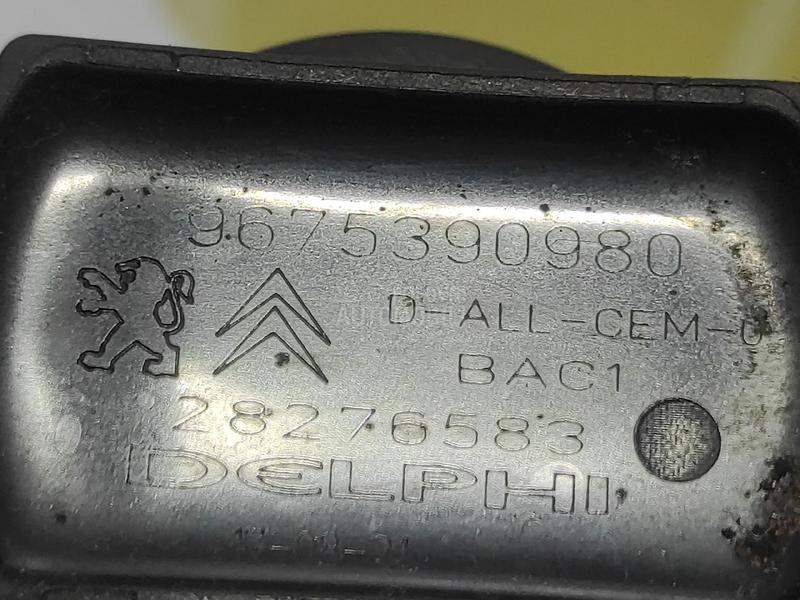 9675390980
D-ALL-CEM-0
BAC1
28276583
DELPHI